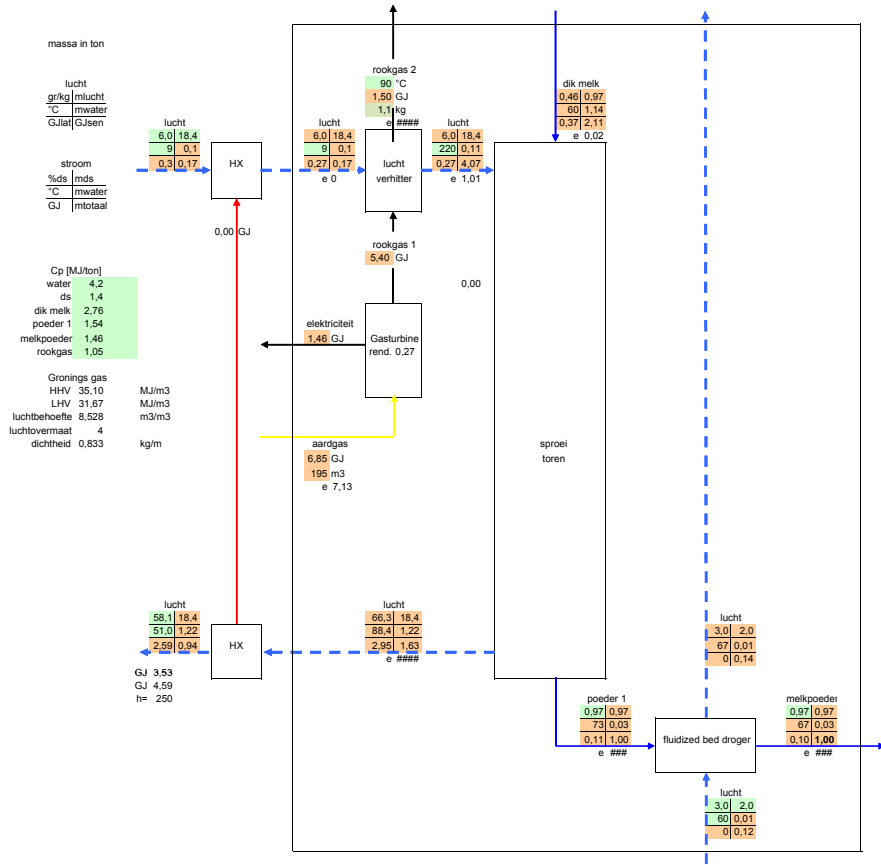 massa in ton
lucht
gr/kg mlucht
°C mwater
GJlat GJsen
stroom
%ds mds
°C mwater
GJ mtotaal
Cp [MJ/ton]
water 4,2
ds 1,4
dik melk 2,76
poeder 1 1,54
melkpoeder 1,46
rookgas 1,05
Gronings gas
HHV 35,10 MJ/m3
LHV 31,67 MJ/m3
luchtbehoefte 8,528 m3/m3
luchtovermaat 4
dichtheid 0,833 kg/m
lucht
6,0 18,4
9 0,1
0,3 0,17
HX
0,00 GJ
lucht
6,0 18,4
9 0,1
0,27 0,17
e 0
rookgas 2
90 °C
1,50 GJ
1,1 kg
e ####
lucht
verhitter
lucht
6,0 18,4
220 0,11
0,27 4,07
e 1,01
dik melk
0,46 0,97
60 1,14
0,37 2,11
e 0,02
rookgas 1
5,40 GJ
0,00
elektriciteit
1,46 GJ
Gasturbine
rend. 0,27
aardgas
6,85 GJ
195 m3
e 7,13
sproei
toren
lucht
58,1 18,4
51,0 1,22
2,59 0,94
HX
GJ 3,53
GJ 4,59
h= 250
lucht
66,3 18,4
88,4 1,22
2,95 1,63
e ####
lucht
3,0 2,0
67 0,01
0 0,14
poeder 1
0,97 0,97
73 0,03
0,11 1,00
e ###
fluidized bed droger
melkpoeder
0,97 0,97
67 0,03
0,10 1,00
e ###
lucht
3,0 2,0
60 0,01
0 0,12